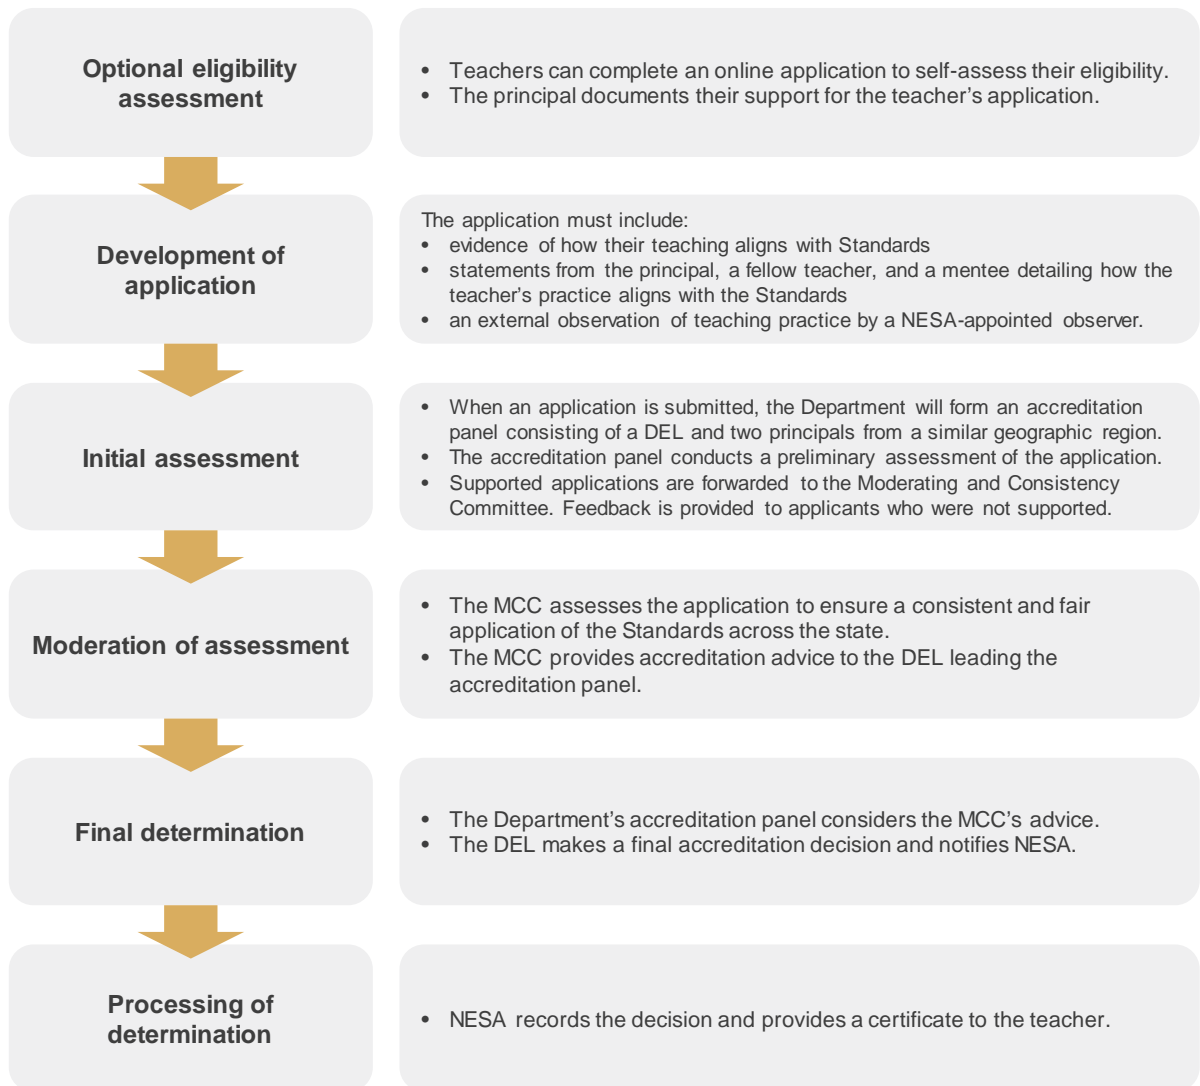 Optional eligibility
assessment
• Teachers can complete an online application to self-assess their eligibility.
• The principal documents their support for the teacher's application.
Development of
application
The application must include:
• evidence of how their teaching aligns with Standards
• statements from the principal, a fellow teacher, and a mentee detailing how the
teacher's practice aligns with the Standards
• an external observation of teaching practice by a NESA-appointed observer.
Initial assessment
• When an application is submitted, the Department will form an accreditation
panel consisting of a DEL and two principals from a similar geographic region.
• The accreditation panel conducts a preliminary assessment of the application.
• Supported applications are forwarded to the Moderating and Consistency
Committee. Feedback is provided to applicants who were not supported.
Moderation of assessment
• The MCC assesses the application to ensure a consistent and fair
application of the Standards across the state.
• The MCC provides accreditation advice to the DEL leading the
accreditation panel.
Final determination
• The Department's accreditation panel considers the MCC's advice.
• The DEL makes a final accreditation decision and notifies NESA.
Processing of
determination
• NESA records the decision and provides a certificate to the teacher.